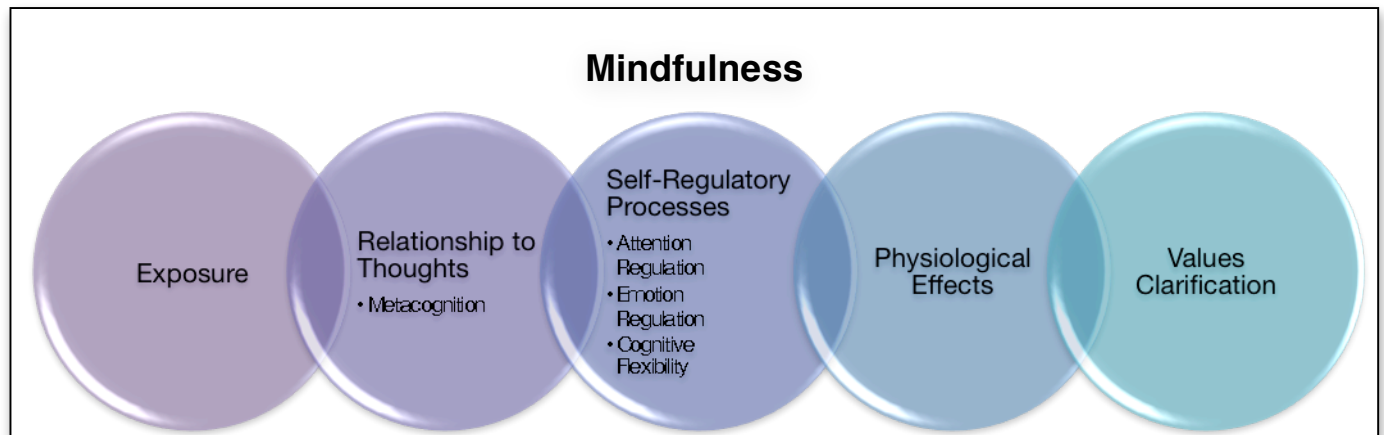 Mindfulness
Exposure
Relationship to
Thoughts
• Metacognition
Self-Regulatory
Processes
• Attention
Regulation
• Emotion
Regulation
• Cognitive
Flexibility
Physiological
Effects
Values
Clarification